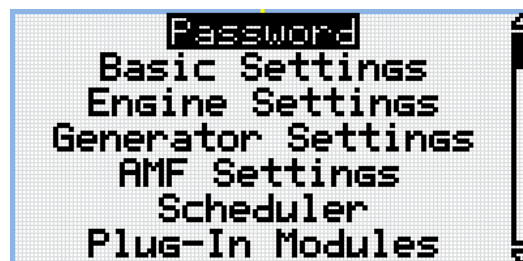 Password
Basic Settings
Engine Settings
Generator Settings
AMF Settings
Scheduler
Plug-In Modules